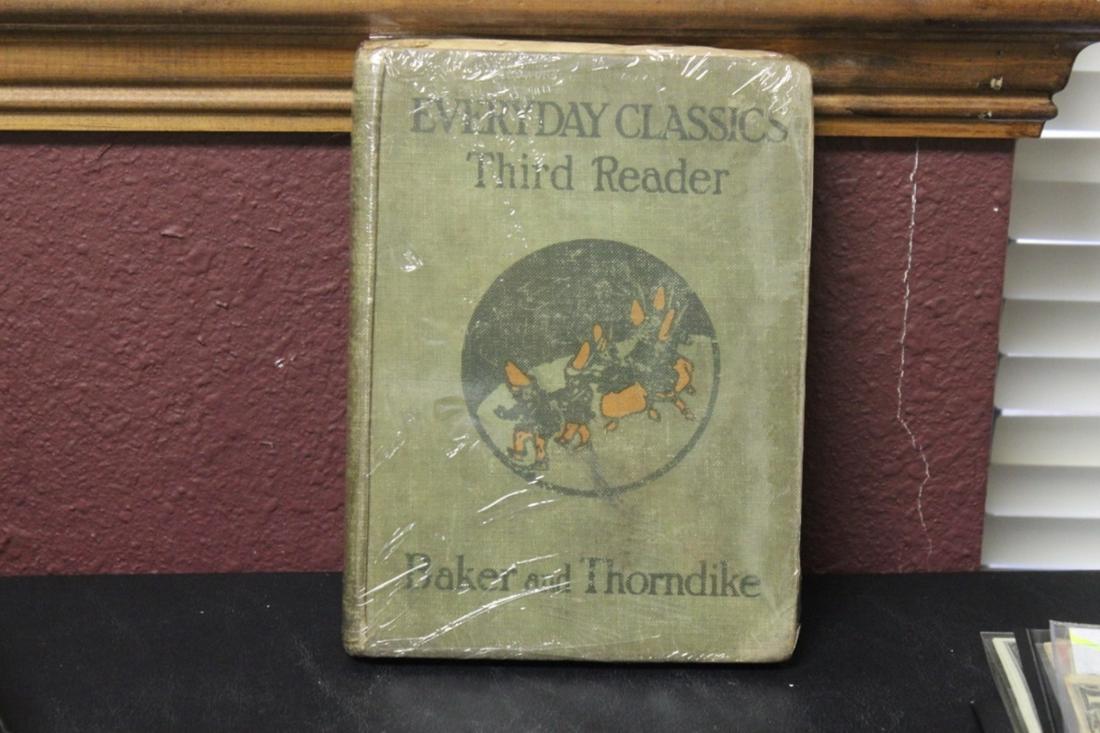 EVERYDAY CLASSICS
Third Reader
Baker and Thorndike